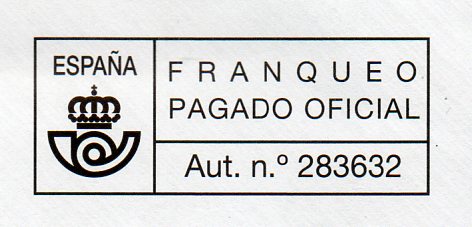 ESPAÑA
FRANQUEO
PAGADO OFICIAL
Aut. n.º 283632